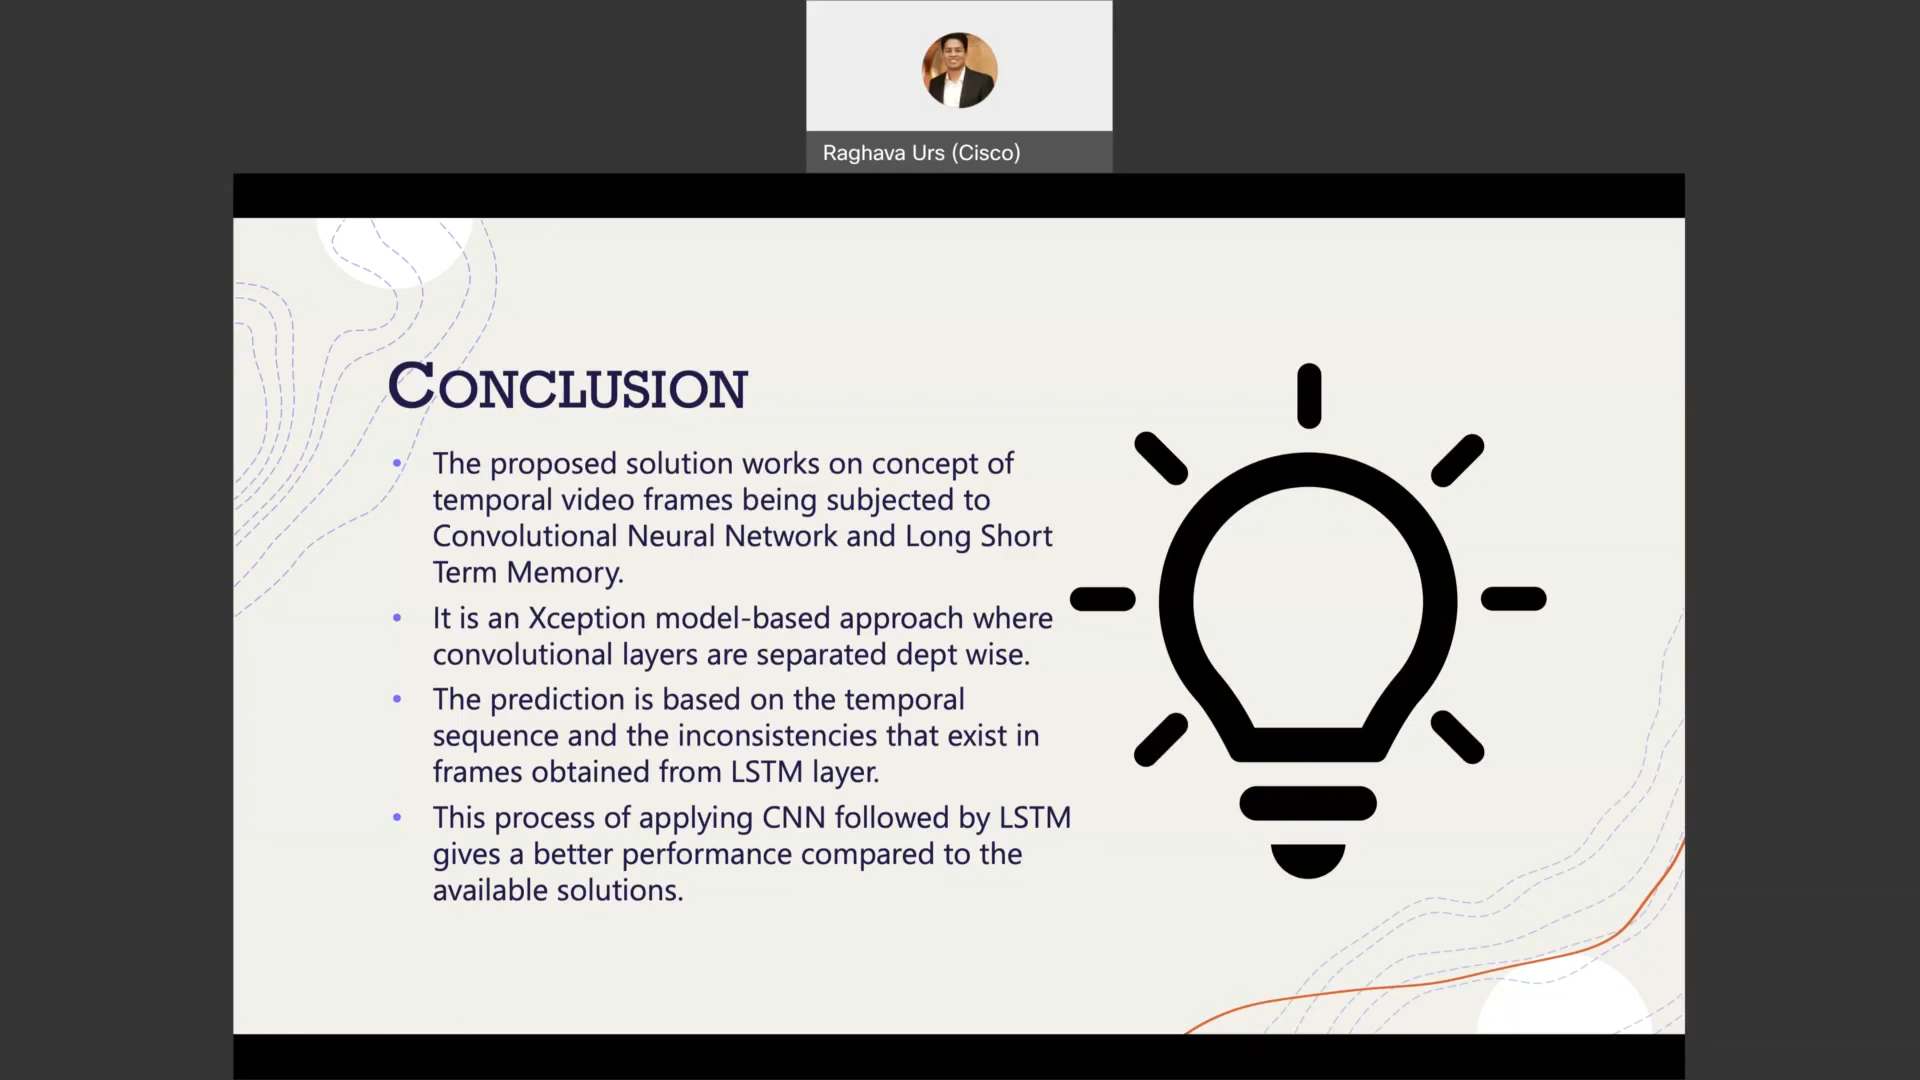 Raghava Urs (Cisco)
CONCLUSION
• The proposed solution works on concept of
temporal video frames being subjected to
Convolutional Neural Network and Long Short
Term Memory.
• It is an Xception model-based approach where
convolutional layers are separated dept wise.
• The prediction is based on the temporal
sequence and the inconsistencies that exist in
frames obtained from LSTM layer.
• This process of applying CNN followed by LSTM
gives a better performance compared to the
available solutions.